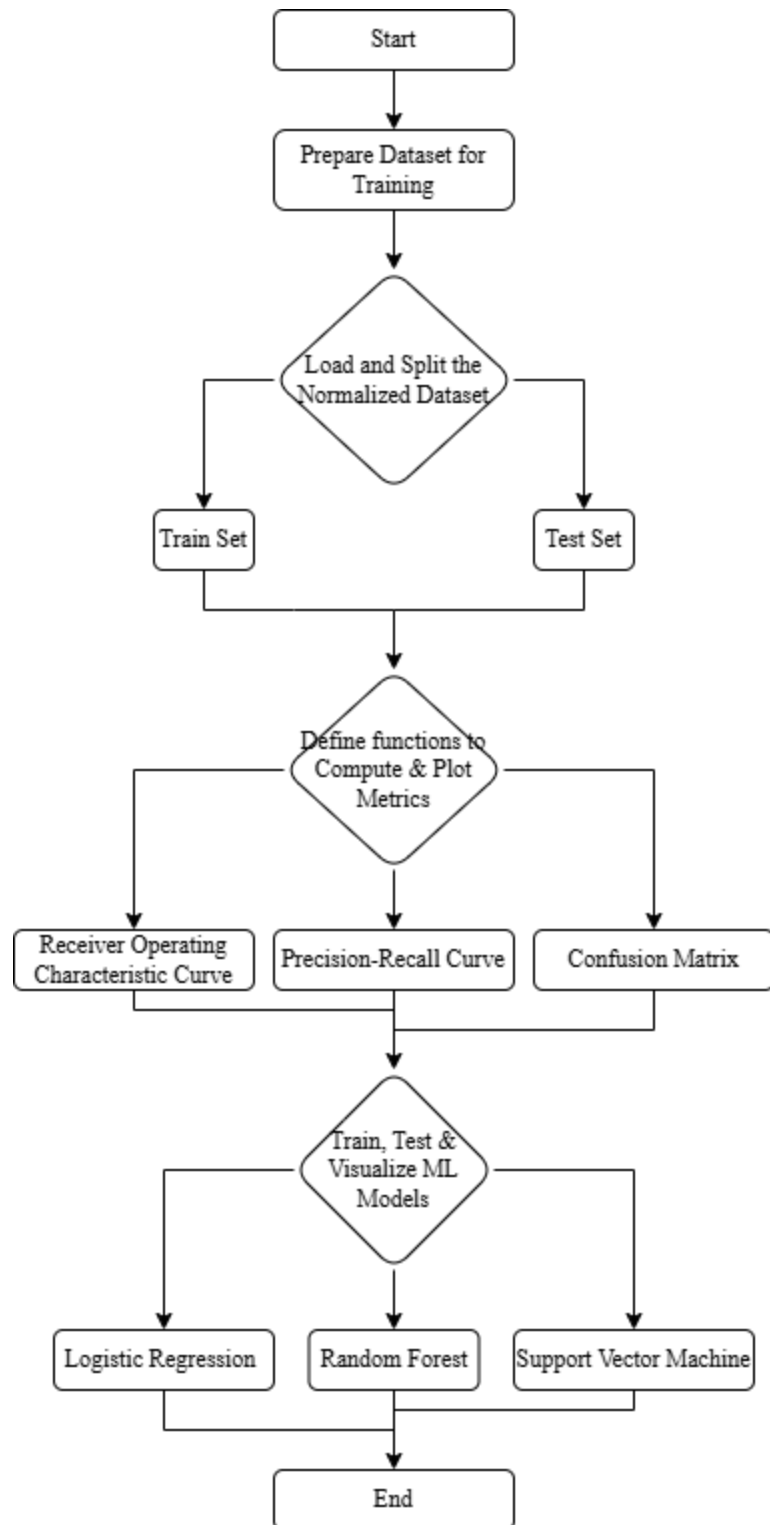 Start
Prepare Dataset for
Training
Load and Split the
Normalized Dataset
Train Set
Test Set
Define functions to
Compute & Plot
Metrics
Receiver Operating
Characteristic Curve
Precision-Recall Curve
Confusion Matrix
Train, Test &
Visualize ML
Models
Logistic Regression
Random Forest
Support Vector Machine
End